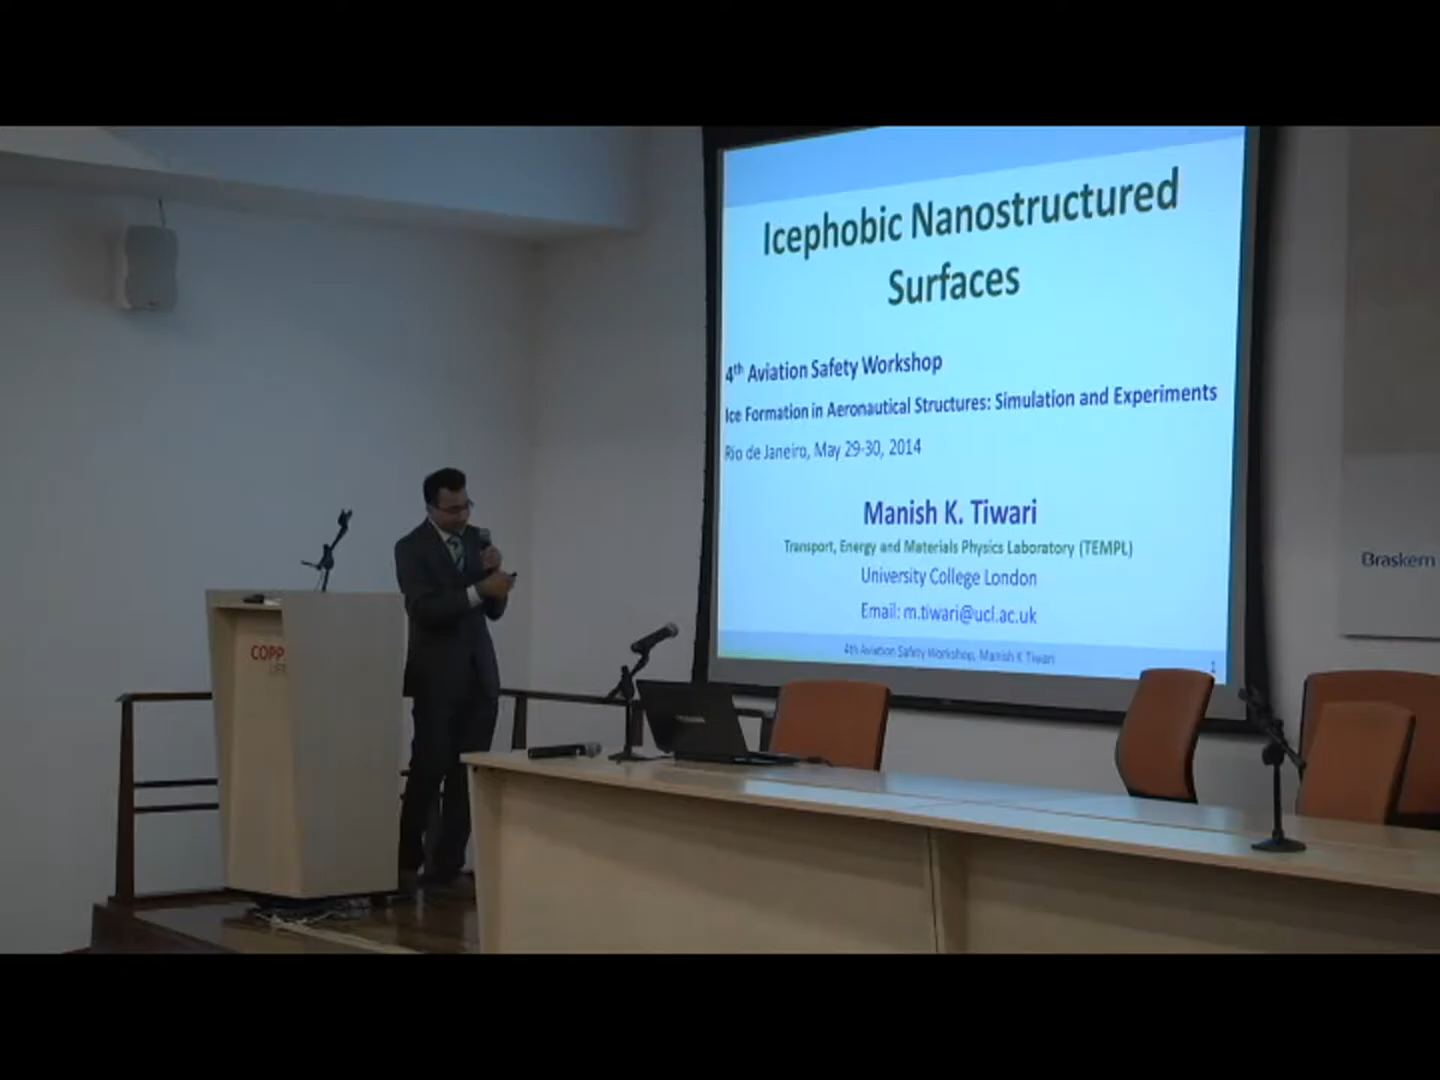 Icephobic Nanostructured
Surfaces
4th Aviation Safety Workshop
Ice Formation in Aeronautical Structures: Simulation and Experiments
Rio de Janeiro, May 29-30, 2014
Manish K. Tiwari
Transport, Energy and Materials Physics Laboratory (TEMPL)
University College London
Email: m.tiwari@ucl.ac.uk
4th Aviation Safety Workshop, Manish K Tiwari
1
Braskem
COPP